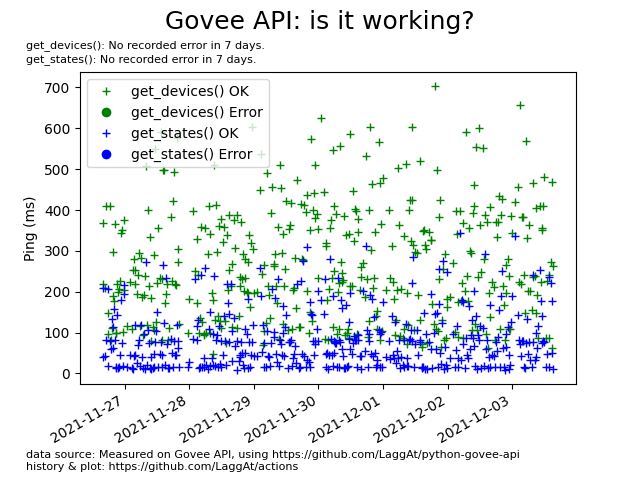 Govee API: is it working?
get_devices(): No recorded error in 7 days.
get_states(): No recorded error in 7 days.
get_devices() OK
get_devices() Error
get_states() OK
get_states() Error
Ping (ms)
700
600
500
400
300
200
100
0
2021-11-27
2021-11-28
2021-11-29
2021-11-30
2021-12-01
2021-12-02
2021-12-03
data source: Measured on Govee API, using https://github.com/LaggAt/python-govee-api
history & plot: https://github.com/LaggAt/actions